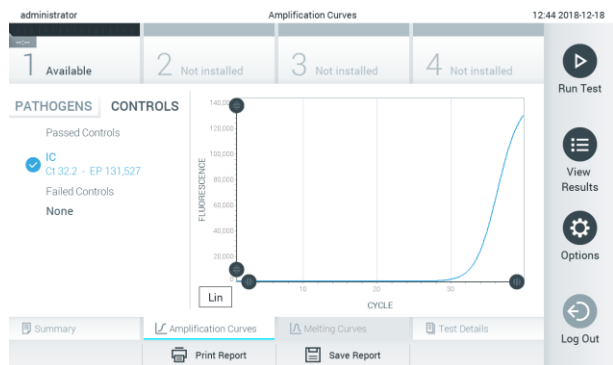 administrator
Amplification Curves
12:44 2018-12-18
1 Available
2 Not installed
3 Not installed
4 Not installed
Run Test
View
Results
Options
Log Out
PATHOGENS
CONTROLS
Passed Controls
IC
Ct 32.2 - EP 131,527
Failed Controls
None
FLUORESCENCE
120,000
100,000
80,000
60,000
40,000
20,000
10
20
30
CYCLE
Lin
Summary
Amplification Curves
Melting Curves
Test Details
Print Report
Save Report